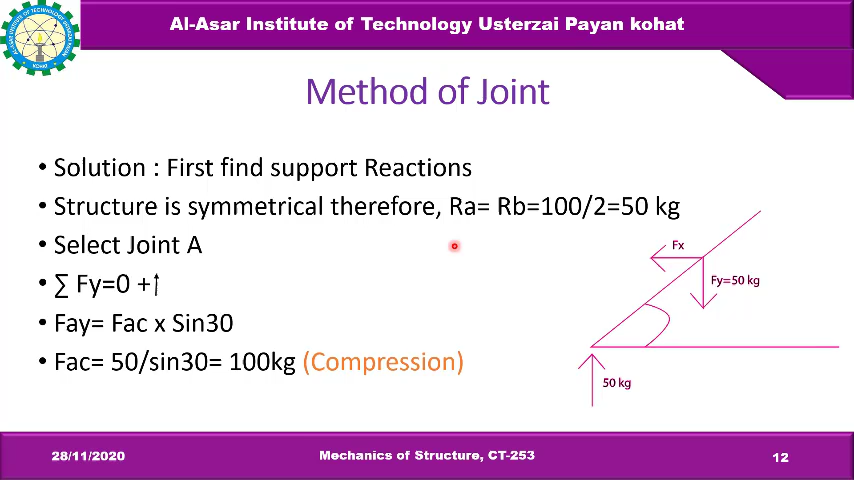 Al-Asar Institute of Technology Usterzai Payan kohat
Method of Joint
• Solution : First find support Reactions
• Structure is symmetrical therefore, Ra= Rb=100/2=50 kg
• Select Joint A
• ∑ Fy=0 +↑
• Fay= Fac x Sin30
• Fac= 50/sin30= 100kg (Compression)
Fx
Fy=50 kg
50 kg
28/11/2020
Mechanics of Structure, CT-253
12